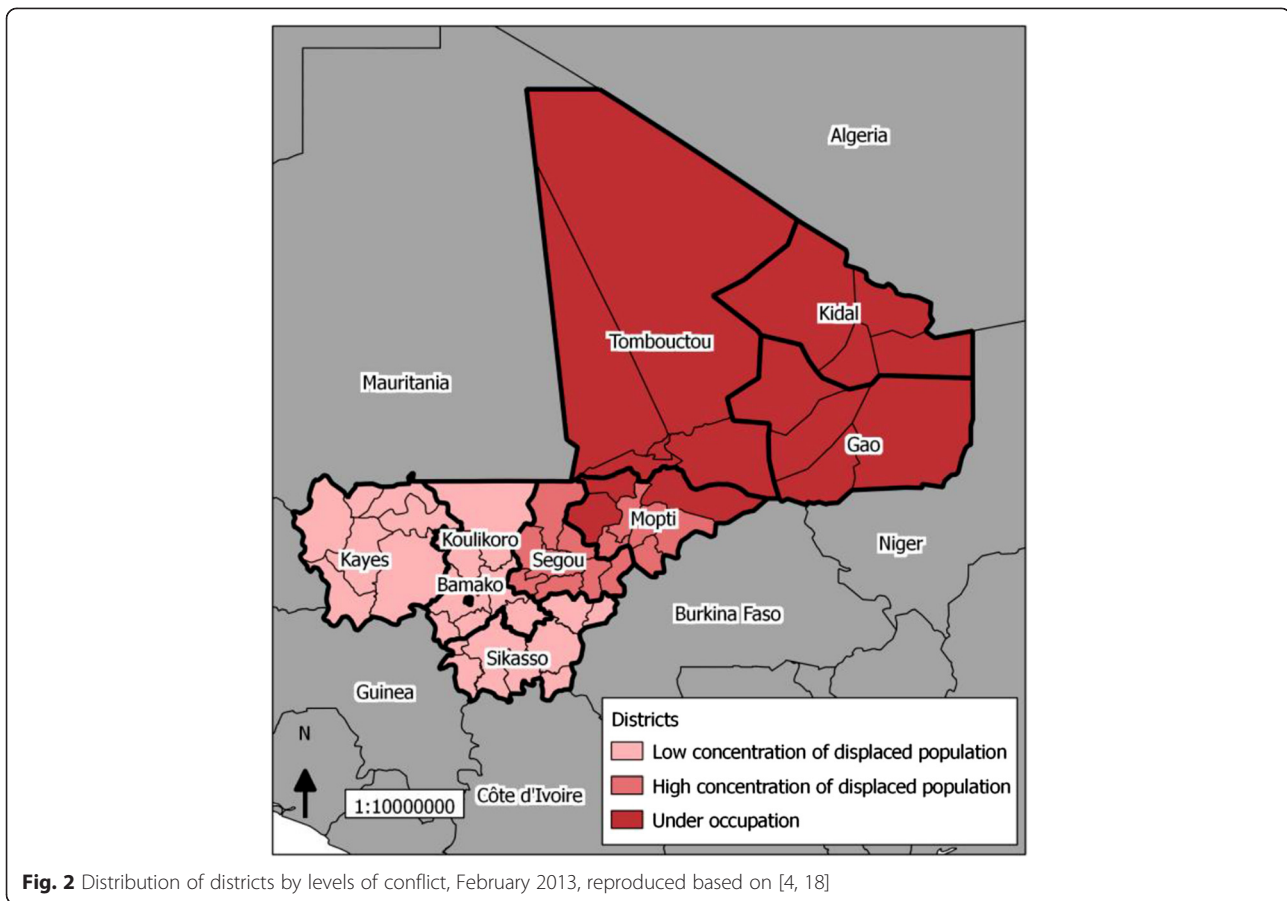 Algeria
Kidal
Tombouctou
Mauritania
Gao
Mopti
Koulikoro
Niger
Kayes
Segou
Bamako
Burkina Faso
Sikasso
Guinea
Districts
N
Low concentration of displaced population
High concentration of displaced population
Côte d'Ivoire
1:10000000
Under occupation
Fig. 2 Distribution of districts by levels of conflict, February 2013, reproduced based on [4, 18]